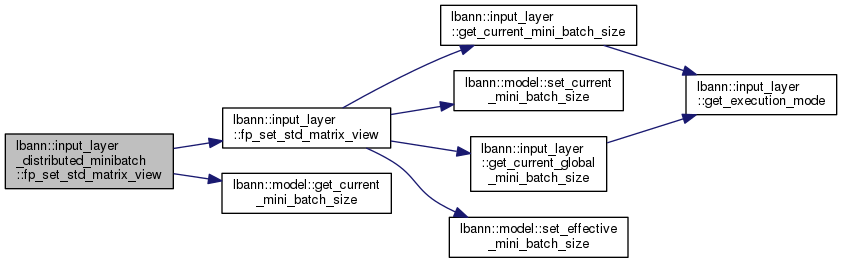 lbann::input_layer
_distributed_minibatch
::fp_set_std_matrix_view
lbann::input_layer
::fp_set_std_matrix_view
lbann::model::get_current
_mini_batch_size
lbann::input_layer
::get_current_mini_batch_size
lbann::model::set_current
_mini_batch_size
lbann::input_layer
::get_current_global
_mini_batch_size
lbann::model::set_effective
_mini_batch_size
lbann::input_layer
::get_execution_mode